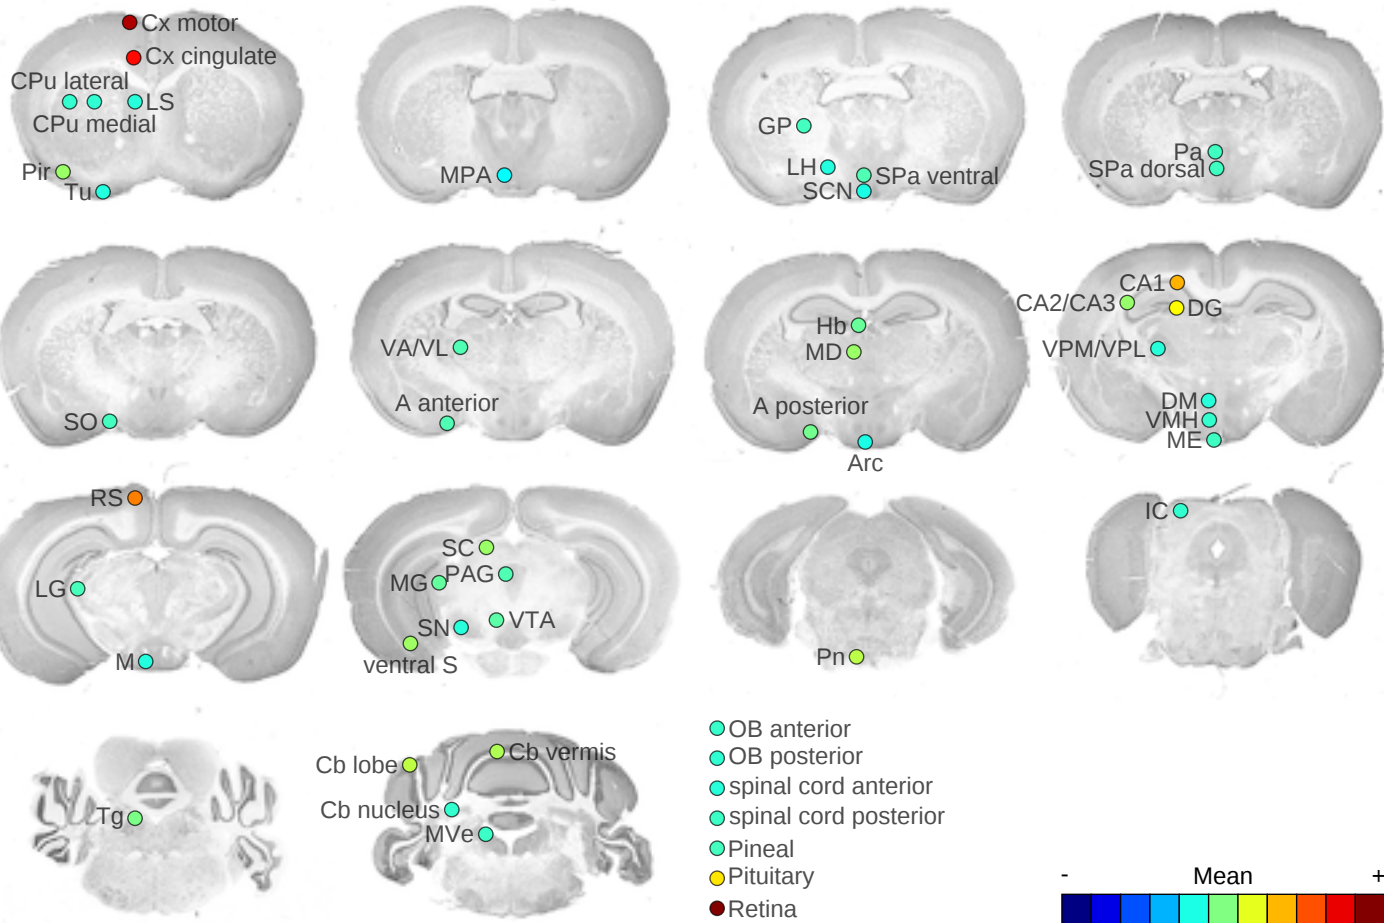 Cx motor
Cx cingulate
CPu lateral
LS
CPu medial
Pir
Tu
MPA
GP
LH
SPa ventral
SCN
Pa
SPa dorsal
SO
VA/VL
A anterior
Hb
MD
A posterior
Arc
CA1
CA2/CA3
DG
VPM/VPL
DM
VMH
ME
RS
LG
M
SC
MG
PAG
SN
VTA
ventral S
Pn
IC
Tg
Cb lobe
Cb vermis
Cb nucleus
MVe
OB anterior
OB posterior
spinal cord anterior
spinal cord posterior
Pineal
Pituitary
Retina
- Mean +